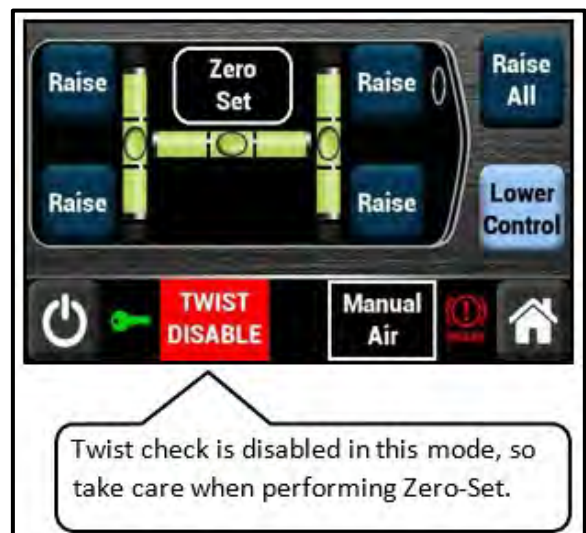 Raise
Zero
Set
Raise
Raise
All
Raise
Raise
Lower
Control
TWIST
DISABLE
Manual
Air
Twist check is disabled in this mode, so
take care when performing Zero-Set.